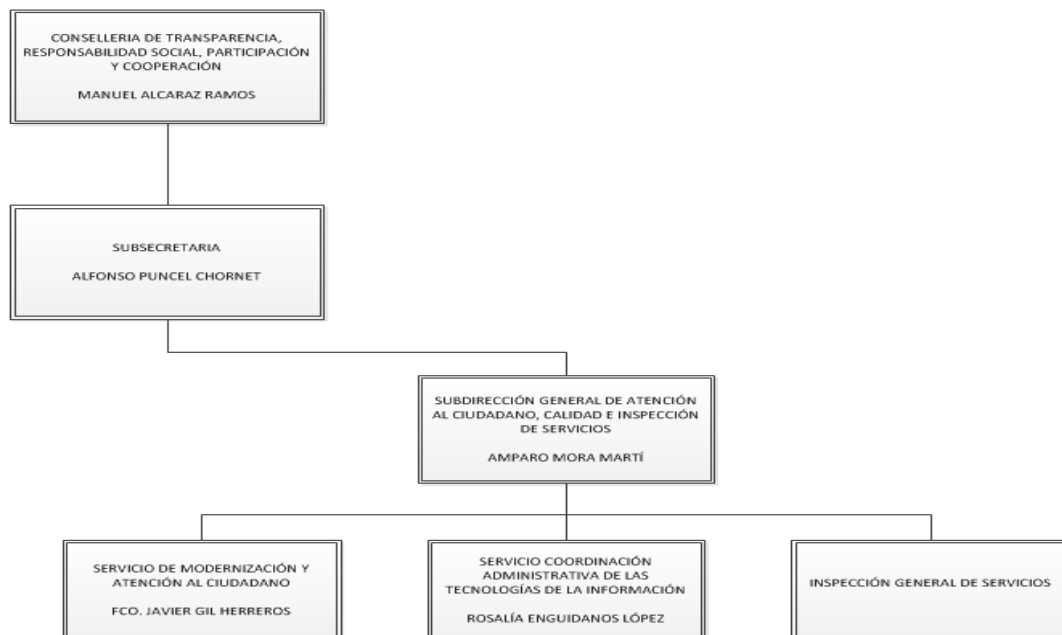 CONSELLERIA DE TRANSPARENCIA,
RESPONSABILIDAD SOCIAL, PARTICIPACIÓN
Y COOPERACIÓN
MANUEL ALCARAZ RAMOS
SUBSECRETARIA
ALFONSO PUNCEL CHORNET
SUBDIRECCIÓN GENERAL DE ATENCIÓN
AL CIUDADANO, CALIDAD E INSPECCIÓN
DE SERVICIOS
AMPARO MORA MARTÍ
SERVICIO DE MODERNIZACIÓN Y
ATENCIÓN AL CIUDADANO
FCO. JAVIER GIL HERREROS
SERVICIO COORDINACIÓN
ADMINISTRATIVA DE LAS
TECNOLOGÍAS DE LA INFORMACIÓN
ROSALÍA ENGUIDANOS LÓPEZ
INSPECCIÓN GENERAL DE SERVICIOS